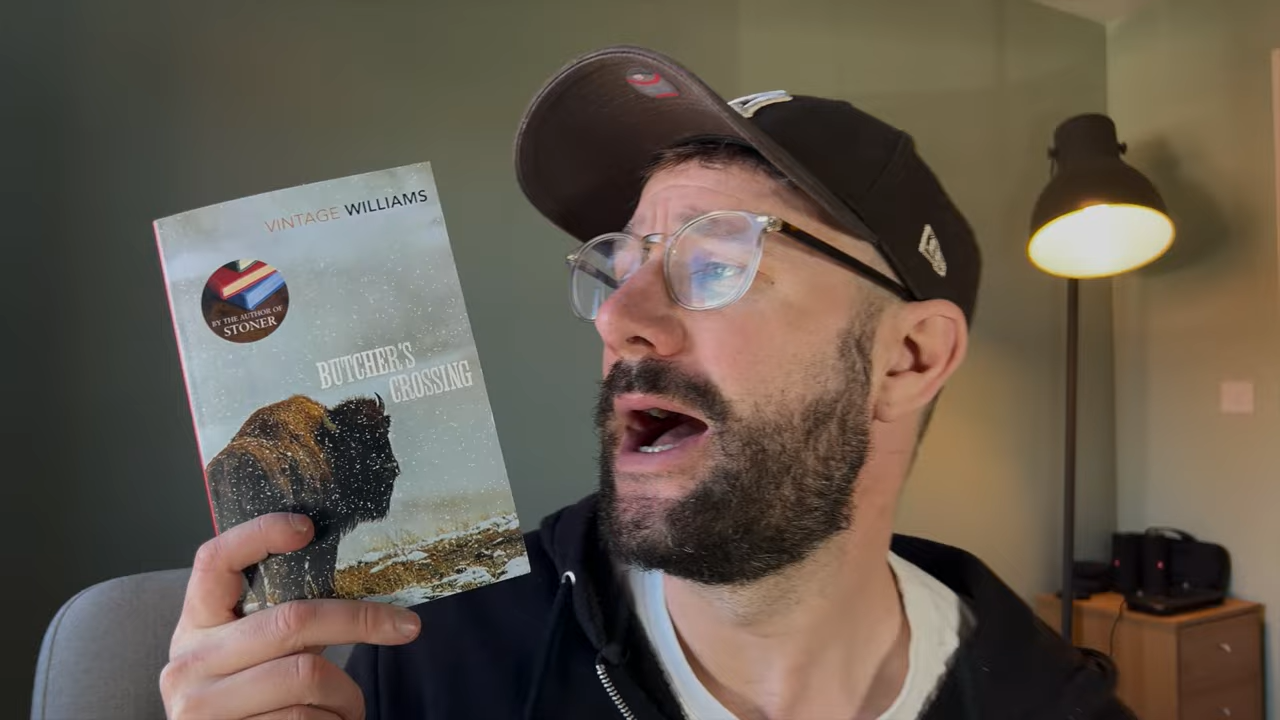 VINTAGE WILLIAMS
BY THE AUTHOR OF
STONER
BUTCHER'S
CROSSING